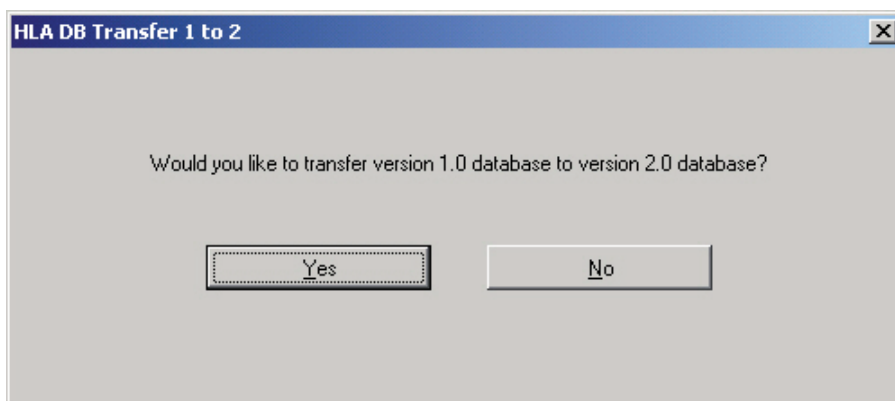 HLA DB Transfer 1 to 2
Would you like to transfer version 1.0 database to version 2.0 database?
Yes
No